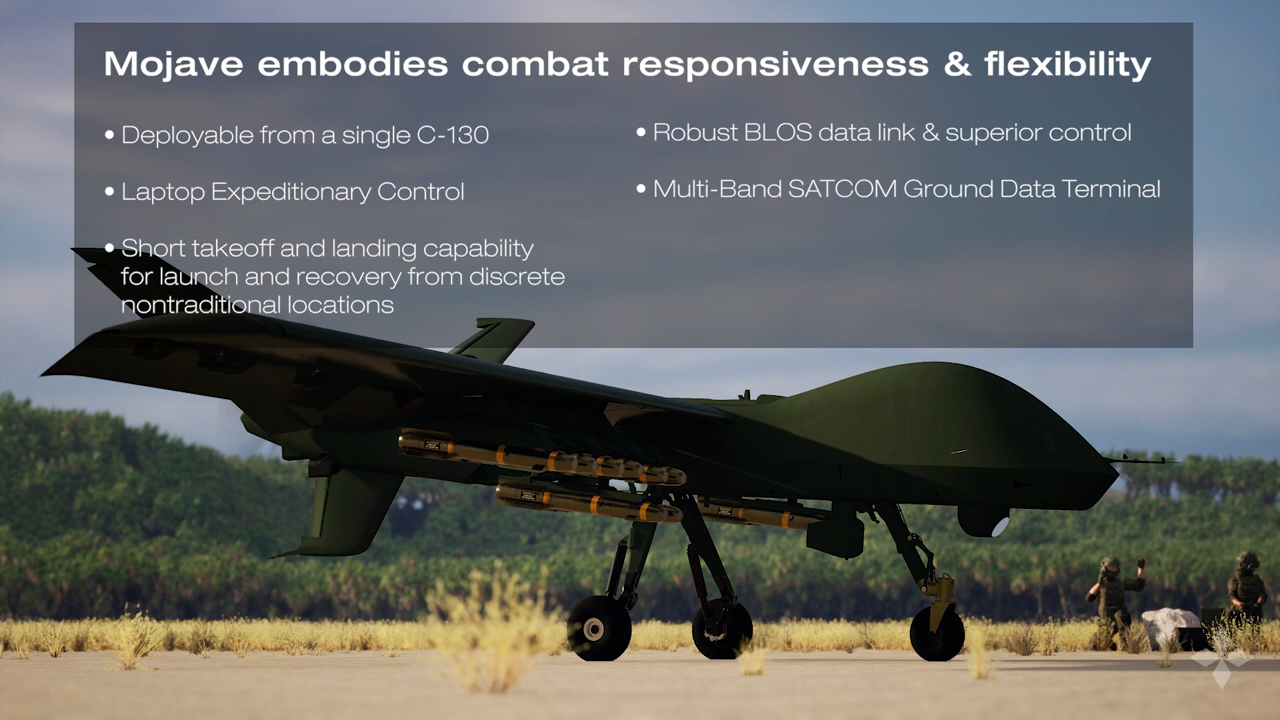 Mojave embodies combat responsiveness & flexibility
• Deployable from a single C-130
• Laptop Expeditionary Control
• Short takeoff and landing capability
for launch and recovery from discrete
nontraditional locations
• Robust BLOS data link & superior control
• Multi-Band SATCOM Ground Data Terminal